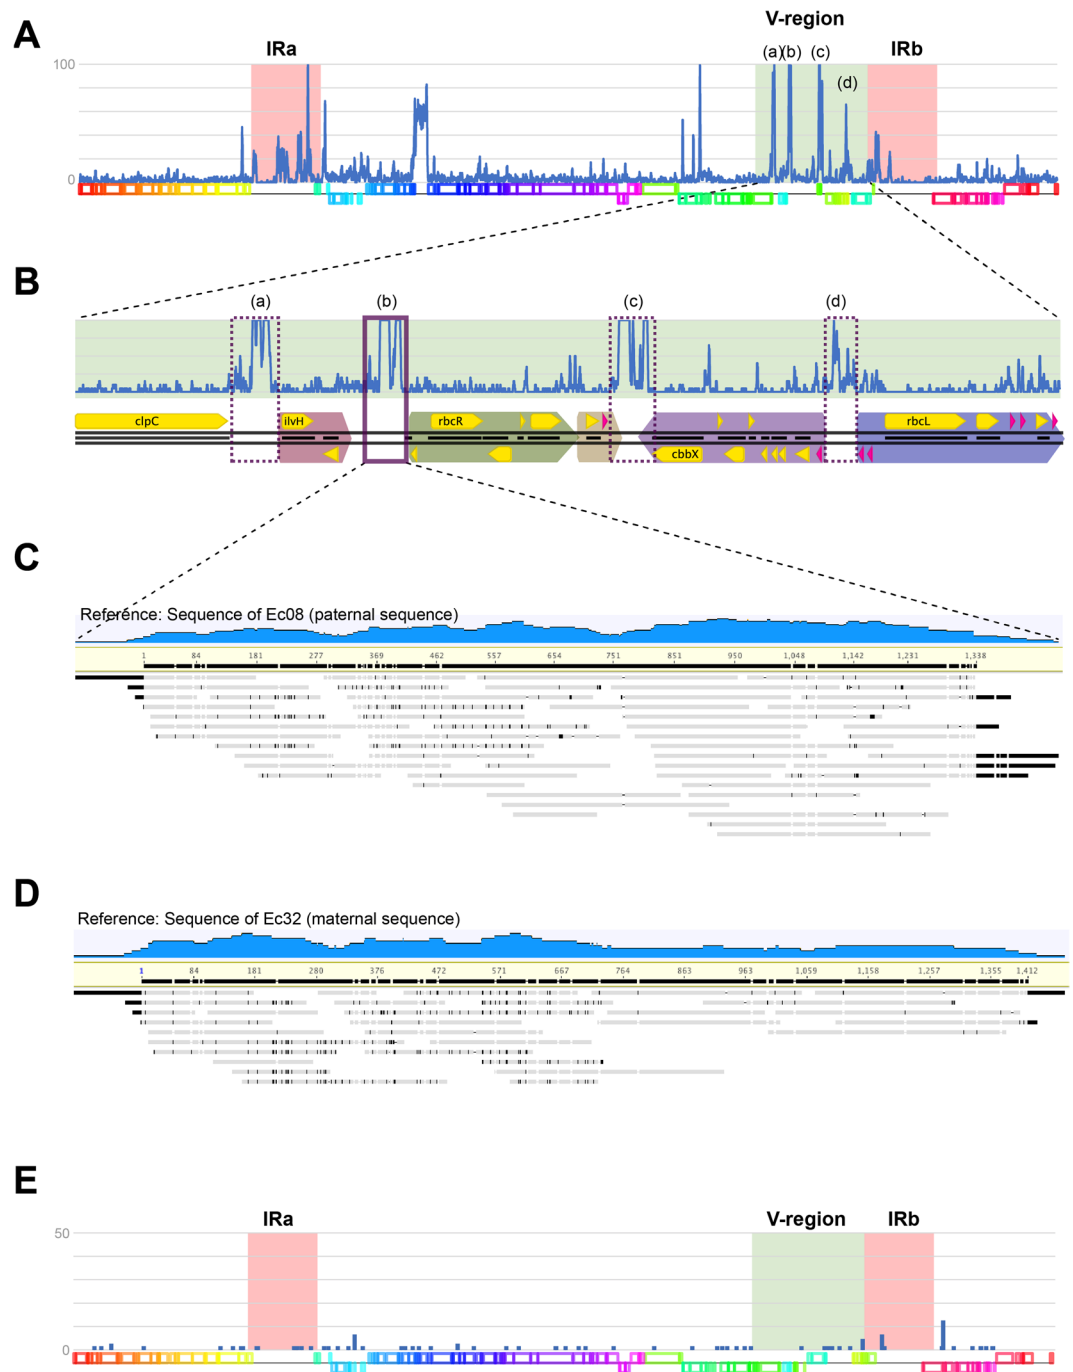 A
V-region
IRa
(a)
(b)
(c)
IRb
100
(d)
0
B
(a)
(b)
(c)
(d)
clpC
ilvH
rbcR
rbcL
cbbX
C
Reference: Sequence of Ec08 (paternal sequence)
1 84 181 277 369 462 557 654 751 851 950 1,048 1,142 1,231 1,338
D
Reference: Sequence of Ec32 (maternal sequence)
1 84 181 280 376 472 571 667 764 863 963 1,059 1,158 1,257 1,355 1,412
E
IRa
V-region
IRb
50
0